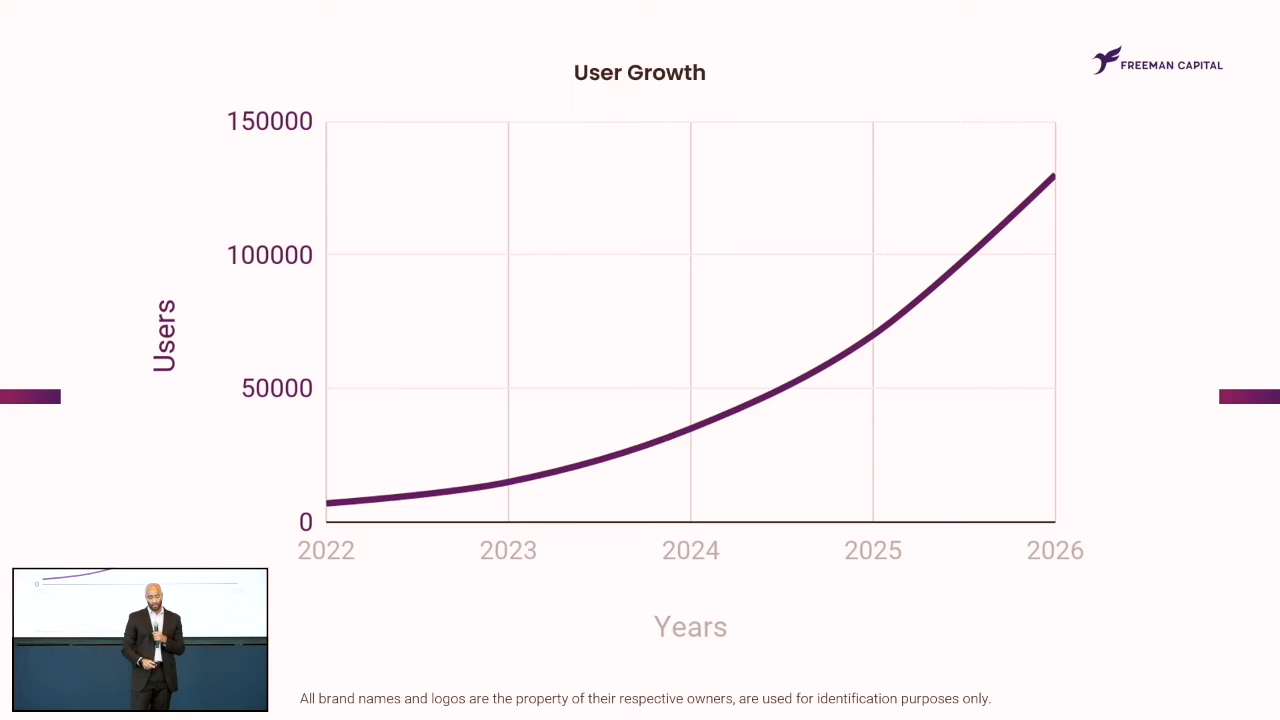 User Growth
FREEMAN CAPITAL
150000
100000
50000
0
Users
2022
2023
2024
2025
2026
Years
0
All brand names and logos are the property of their respective owners, are used for identification purposes only.